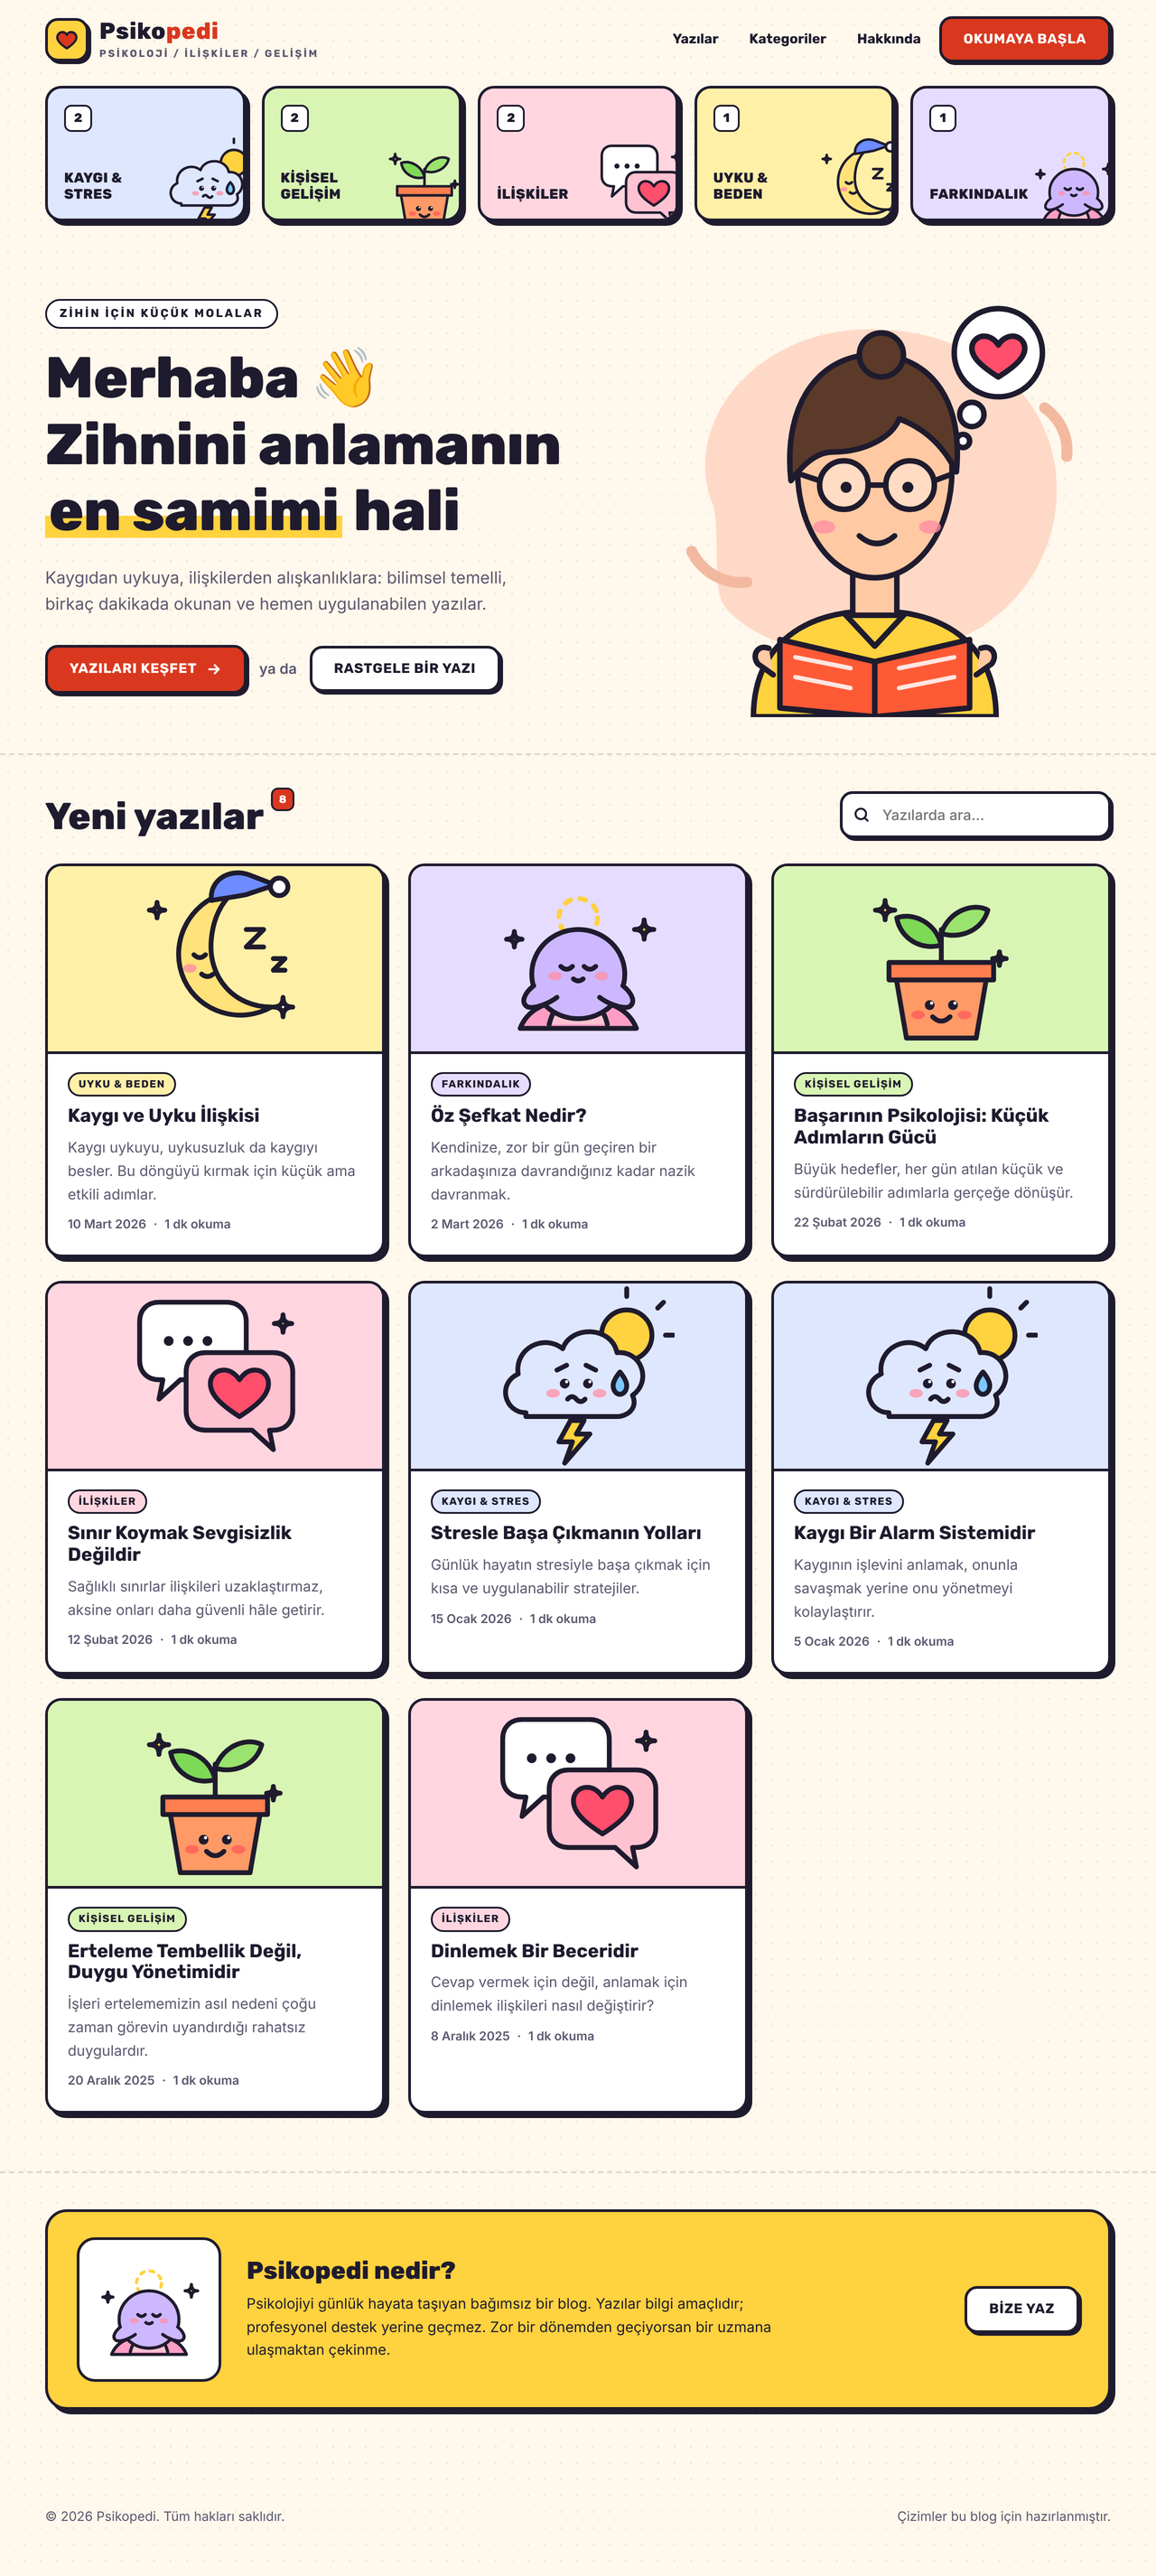 Psikopedi
PSİKOLOJİ / İLİŞKİLER / GELİŞİM
Yazılar
Kategoriler
Hakkında
OKUMAYA BAŞLA
2
KAYGI &
STRES
2
KİŞİSEL
GELİŞİM
2
İLİŞKİLER
1
UYKU &
BEDEN
Z
Z
1
FARKINDALIK
ZİHİN İÇİN KÜÇÜK MOLALAR
Merhaba 👋
Zihnini anlamanın
en samimi hali
Kaygıdan uykuya, ilişkilerden alışkanlıklara: bilimsel temelli,
birkaç dakikada okunan ve hemen uygulanabilen yazılar.
YAZILARI KEŞFET →
ya da
RASTGELE BİR YAZI
Yeni yazılar
8
Yazılarda ara...
Z
Z
UYKU & BEDEN
Kaygı ve Uyku İlişkisi
Kaygı uykuyu, uykusuzluk da kaygıyı
besler. Bu döngüyü kırmak için küçük ama
etkili adımlar.
10 Mart 2026 · 1 dk okuma
FARKINDALIK
Öz Şefkat Nedir?
Kendinize, zor bir gün geçiren bir
arkadaşınıza davrandığınız kadar nazik
davranmak.
2 Mart 2026 · 1 dk okuma
KİŞİSEL GELİŞİM
Başarının Psikolojisi: Küçük
Adımların Gücü
Büyük hedefler, her gün atılan küçük ve
sürdürülebilir adımlarla gerçeğe dönüşür.
22 Şubat 2026 · 1 dk okuma
İLİŞKİLER
Sınır Koymak Sevgisizlik
Değildir
Sağlıklı sınırlar ilişkileri uzaklaştırmaz,
aksine onları daha güvenli hâle getirir.
12 Şubat 2026 · 1 dk okuma
KAYGI & STRES
Stresle Başa Çıkmanın Yolları
Günlük hayatın stresiyle başa çıkmak için
kısa ve uygulanabilir stratejiler.
15 Ocak 2026 · 1 dk okuma
KAYGI & STRES
Kaygı Bir Alarm Sistemidir
Kaygının işlevini anlamak, onunla
savaşmak yerine onu yönetmeyi
kolaylaştırır.
5 Ocak 2026 · 1 dk okuma
KİŞİSEL GELİŞİM
Erteleme Tembellik Değil,
Duygu Yönetimidir
İşleri ertelememizin asıl nedeni çoğu
zaman görevin uyandırdığı rahatsız
duygulardır.
20 Aralık 2025 · 1 dk okuma
İLİŞKİLER
Dinlemek Bir Beceridir
Cevap vermek için değil, anlamak için
dinlemek ilişkileri nasıl değiştirir?
8 Aralık 2025 · 1 dk okuma
Psikopedi nedir?
Psikolojiyi günlük hayata taşıyan bağımsız bir blog. Yazılar bilgi amaçlıdır;
profesyonel destek yerine geçmez. Zor bir dönemden geçiyorsan bir uzmana
ulaşmaktan çekinme.
BİZE YAZ
© 2026 Psikopedi. Tüm hakları saklıdır.
Çizimler bu blog için hazırlanmıştır.